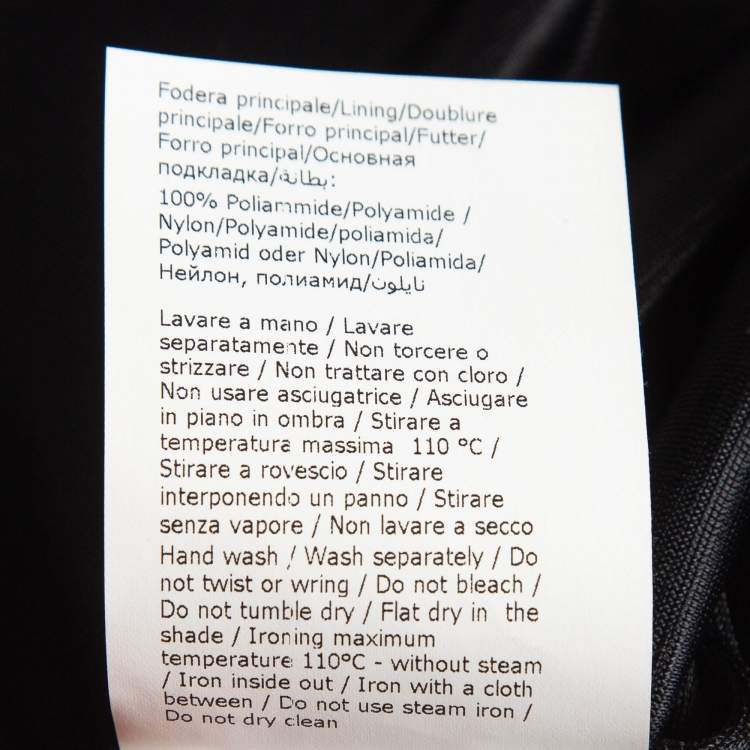 Fodera principale/Lining/Doublure
principale/Forro principal/Futter/
Forro principal/Основная
подкладка/بطانة:
100% Poliammide/Polyamide /
Nylon/Polyamide/poliamida/
Polyamid oder Nylon/Poliamida/
Нейлон, полиамид/نايلون
Lavare a mano / Lavare
separatamente / Non torcere o
strizzare / Non trattare con cloro /
Non usare asciugatrice / Asciugare
in piano in ombra / Stirare a
temperatura massima 110 ºC /
Stirare a rovescio / Stirare
interponendo un panno / Stirare
senza vapore / Non lavare a secco
Hand wash / Wash separately / Do
not twist or wring / Do not bleach /
Do not tumble dry / Flat dry in the
shade / Ironing maximum
temperature 110ºC - without steam
/ Iron inside out / Iron with a cloth
between / Do not use steam iron /
Do not dry clean